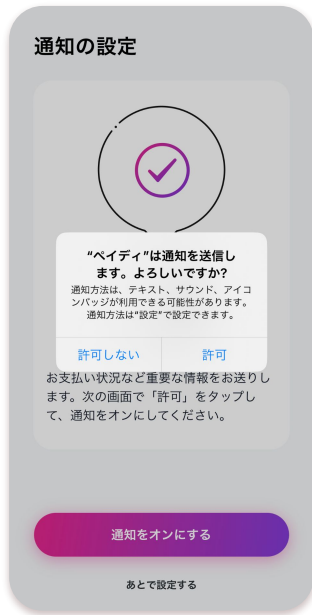 通知の設定
“ペイディ”は通知を送信し
ます。よろしいですか?
通知方法は、テキスト、サウンド、アイコ
ンバッジが利用できる可能性があります。
通知方法は“設定”で設定できます。
許可しない
許可
お支払い状況など重要な情報をお送りし
ます。次の画面で「許可」をタップし
て、通知をオンにしてください。
通知をオンにする
あとで設定する